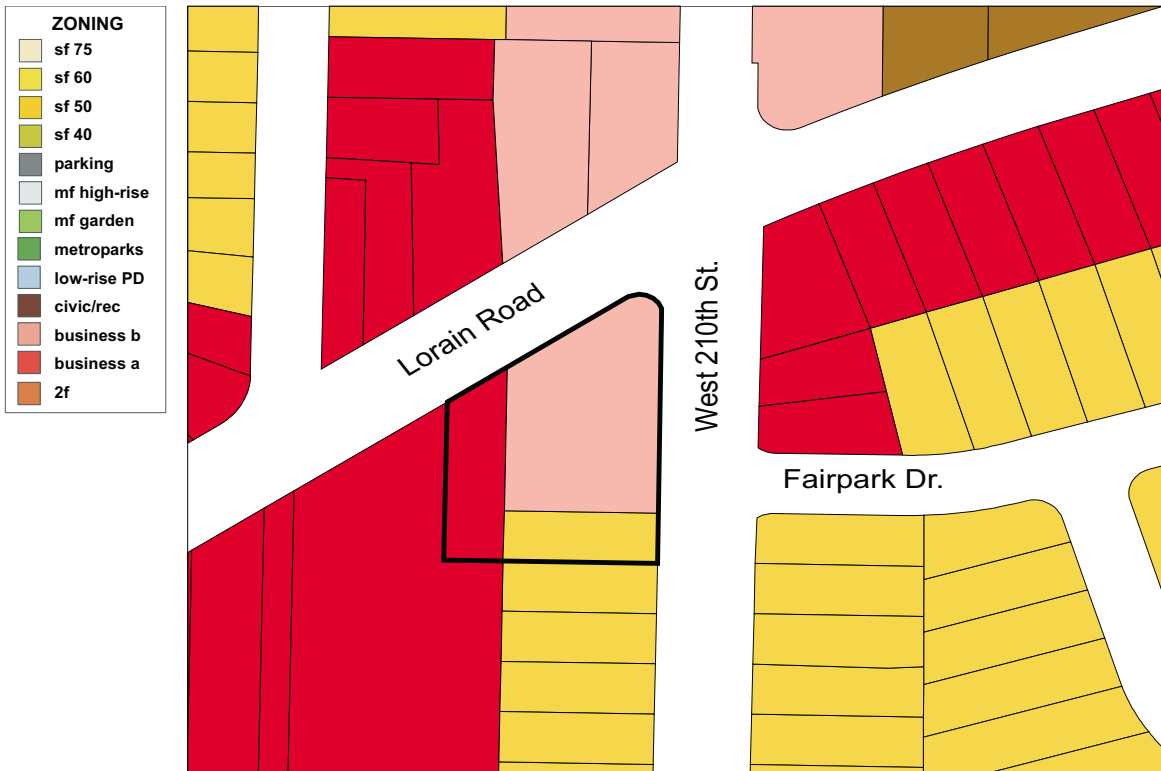 ZONING
sf 75
sf 60
sf 50
sf 40
parking
mf high-rise
mf garden
metroparks
low-rise PD
civic/rec
business b
business a
2f
Lorain Road
West 210th St.
Fairpark Dr.